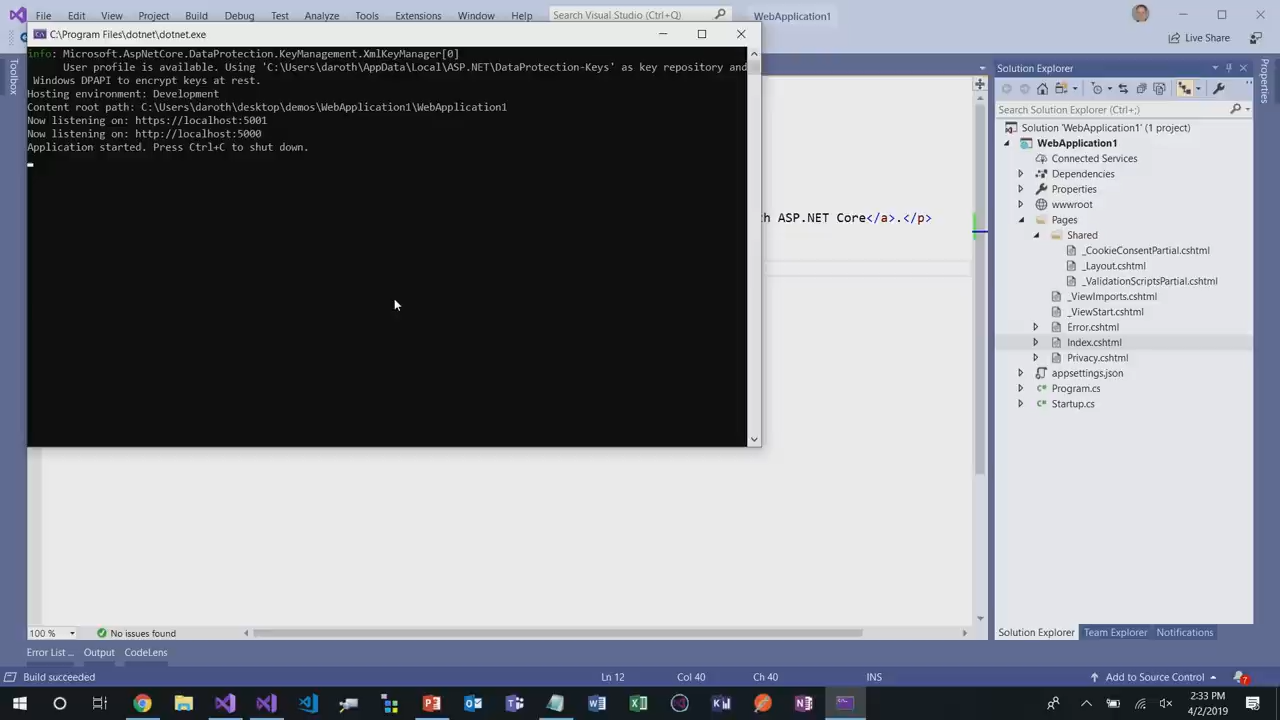 File Edit View Project Build Debug Test Analyze Tools Extensions Window Help Search Visual Studio (Ctrl+Q) WebApplication1
C:\Program Files\dotnet\dotnet.exe
Live Share
info: Microsoft.AspNetCore.DataProtection.KeyManagement.XmlKeyManager[0]
User profile is available. Using 'C:\Users\daroth\AppData\Local\ASP.NET\DataProtection-Keys' as key repository and
Windows DPAPI to encrypt keys at rest.
Hosting environment: Development
Content root path: C:\Users\daroth\desktop\demos\WebApplication1\WebApplication1
Now listening on: https://localhost:5001
Now listening on: http://localhost:5000
Application started. Press Ctrl+C to shut down.
Toolbox
h ASP.NET Core</a>.</p>
Solution Explorer
Search Solution Explorer (Ctrl+;)
Solution 'WebApplication1' (1 project)
WebApplication1
Connected Services
Dependencies
Properties
wwwroot
Pages
Shared
_CookieConsentPartial.cshtml
_Layout.cshtml
_ValidationScriptsPartial.cshtml
_ViewImports.cshtml
_ViewStart.cshtml
Error.cshtml
Index.cshtml
Privacy.cshtml
appsettings.json
Program.cs
Startup.cs
Properties
100 % No issues found
Solution Explorer Team Explorer Notifications
Error List ... Output CodeLens
Build succeeded Ln 12 Col 40 Ch 40 INS Add to Source Control 7
2:33 PM
4/2/2019